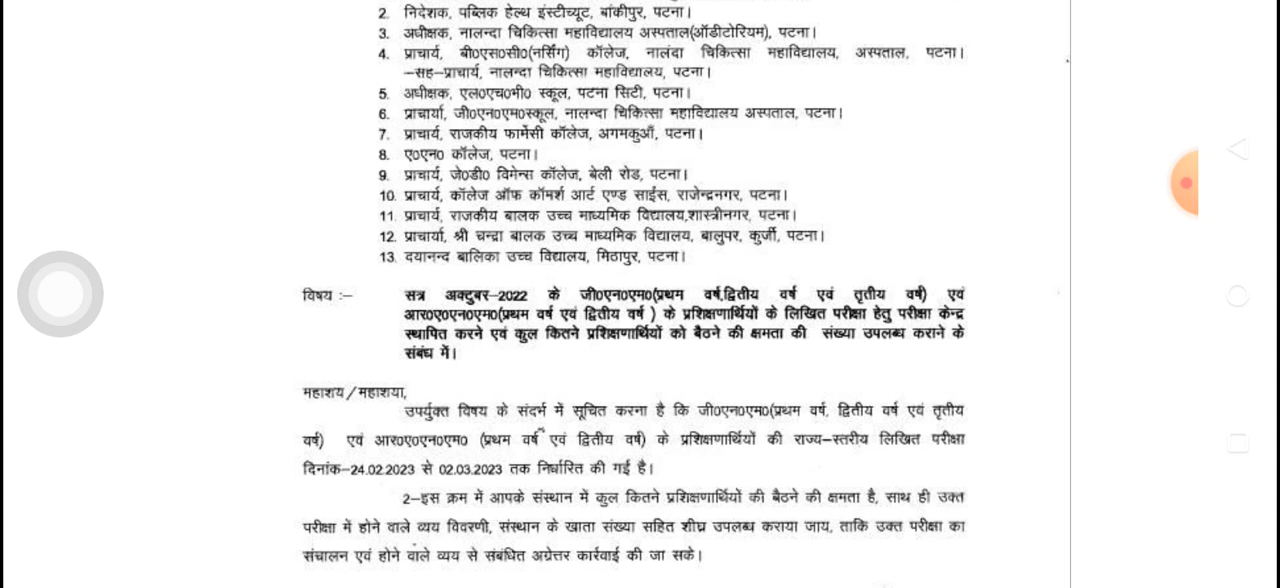 2. निदेशक, पब्लिक हेल्थ इंस्टीच्यूट, बांकीपुर, पटना।
3. अधीक्षक, नालन्दा चिकित्सा महाविद्यालय अस्पताल(ऑडीटोरियम), पटना।
4. प्राचार्य, बी०एस०सी०(नर्सिंग) कॉलेज, नालंदा चिकित्सा महाविद्यालय, अस्पताल, पटना।
–सह–प्राचार्य, नालन्दा चिकित्सा महाविद्यालय, पटना।
5. अधीक्षक, एल०एच०भी० स्कूल, पटना सिटी, पटना।
6. प्राचार्या, जी०एन०एम०स्कूल, नालन्दा चिकित्सा महाविद्यालय अस्पताल, पटना।
7. प्राचार्य, राजकीय फार्मेसी कॉलेज, अगमकुआँ, पटना।
8. ए०एन० कॉलेज, पटना।
9. प्राचार्य, जे०डी० विमेन्स कॉलेज, बेली रोड, पटना।
10. प्राचार्य, कॉलेज ऑफ कॉमर्श आर्ट एण्ड साईंस, राजेन्द्रनगर, पटना।
11. प्राचार्य, राजकीय बालक उच्च माध्यमिक विद्यालय,शास्त्रीनगर, पटना।
12. प्राचार्या, श्री चन्द्रा बालक उच्च माध्यमिक विद्यालय, बालुपर, कुर्जी, पटना।
13. दयानन्द बालिका उच्च विद्यालय, मिठापुर, पटना।
विषय :– सत्र अक्टुबर–2022 के जी०एन०एम०(प्रथम वर्ष,द्वितीय वर्ष एवं तृतीय वर्ष) एवं
आर०ए०एन०एम०(प्रथम वर्ष एवं द्वितीय वर्ष ) के प्रशिक्षणार्थियों के लिखित परीक्षा हेतु परीक्षा केन्द्र
स्थापित करने एवं कुल कितने प्रशिक्षणार्थियों को बैठने की क्षमता की संख्या उपलब्ध कराने के
संबंध में।
महाशय/महाशया,
उपर्युक्त विषय के संदर्भ में सूचित करना है कि जी०एन०एम०(प्रथम वर्ष, द्वितीय वर्ष एवं तृतीय
वर्ष) एवं आर०ए०एन०एम० (प्रथम वर्ष एवं द्वितीय वर्ष) के प्रशिक्षणार्थियों की राज्य–स्तरीय लिखित परीक्षा
दिनांक–24.02.2023 से 02.03.2023 तक निर्धारित की गई है।
2–इस क्रम में आपके संस्थान में कुल कितने प्रशिक्षणार्थियों की बैठने की क्षमता है, साथ ही उक्त
परीक्षा में होने वाले व्यय विवरणी, संस्थान के खाता संख्या सहित शीघ्र उपलब्ध कराया जाय, ताकि उक्त परीक्षा का
संचालन एवं होने वाले व्यय से संबंधित अग्रेत्तर कार्रवाई की जा सके।